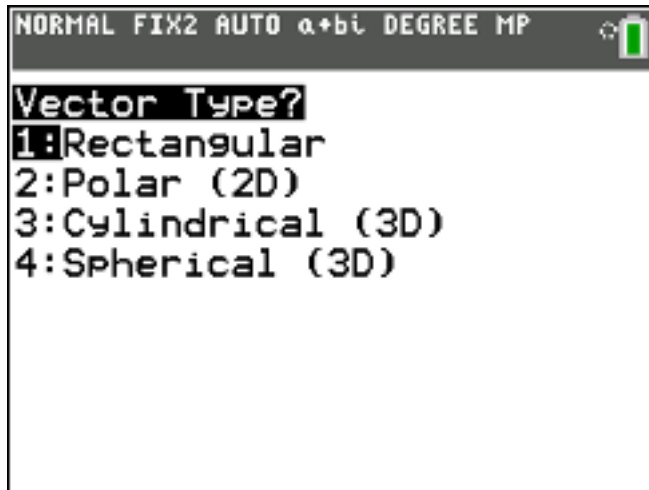 NORMAL FIX2 AUTO a+bi DEGREE MP
Vector Type?
1:Rectangular
2:Polar (2D)
3:Cylindrical (3D)
4:Spherical (3D)